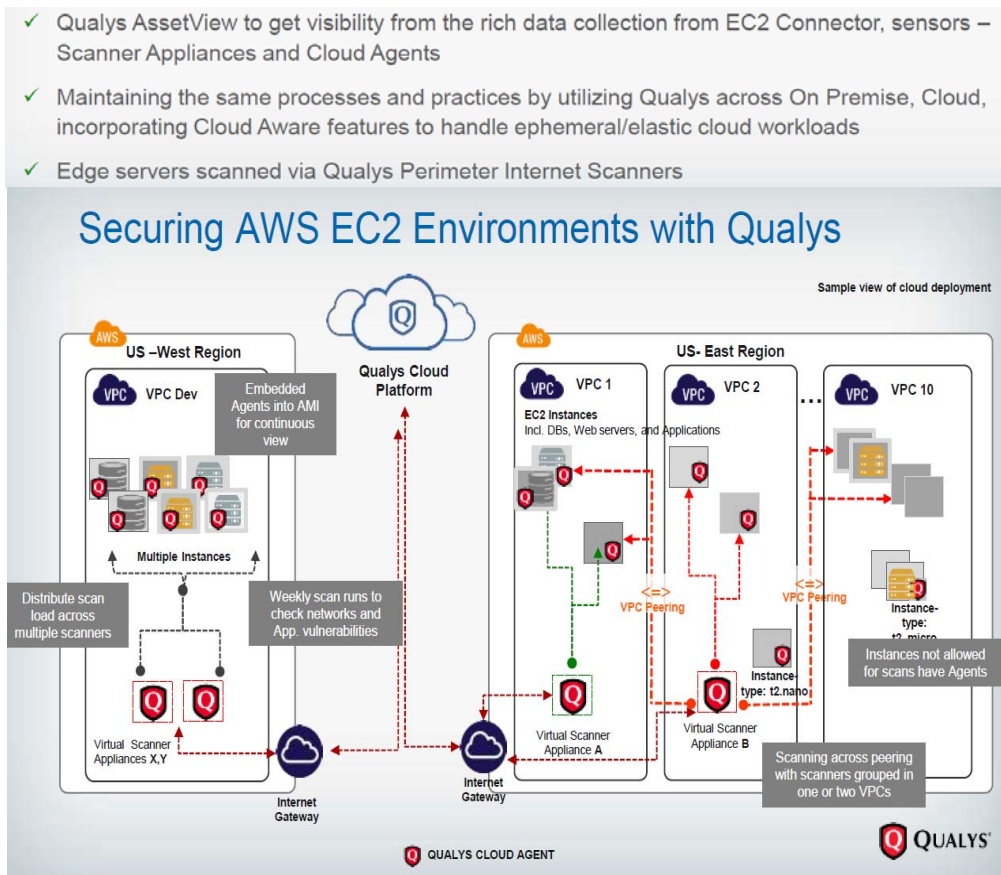 ✓ Qualys AssetView to get visibility from the rich data collection from EC2 Connector, sensors –
Scanner Appliances and Cloud Agents
✓ Maintaining the same processes and practices by utilizing Qualys across On Premise, Cloud,
incorporating Cloud Aware features to handle ephemeral/elastic cloud workloads
✓ Edge servers scanned via Qualys Perimeter Internet Scanners
Securing AWS EC2 Environments with Qualys
Sample view of cloud deployment
AWS
US –West Region
VPC
VPC Dev
Embedded
Agents into AMI
for continuous
view
Multiple Instances
Distribute scan
load across
multiple scanners
Weekly scan runs to
check networks and
App. vulnerabilities
Virtual Scanner
Appliances X,Y
Internet
Gateway
Qualys Cloud
Platform
AWS
US- East Region
VPC
VPC 1
EC2 Instances
Incl. DBs, Web servers, and Applications
Virtual Scanner
Appliance A
Internet
Gateway
VPC
VPC 2
<=>
VPC Peering
Instance-
type: t2.nano
Virtual Scanner
Appliance B
...
VPC
VPC 10
<=>
VPC Peering
Instance-
type:
t2. micro
Instances not allowed
for scans have Agents
Scanning across peering
with scanners grouped in
one or two VPCs
QUALYS CLOUD AGENT
QUALYS®